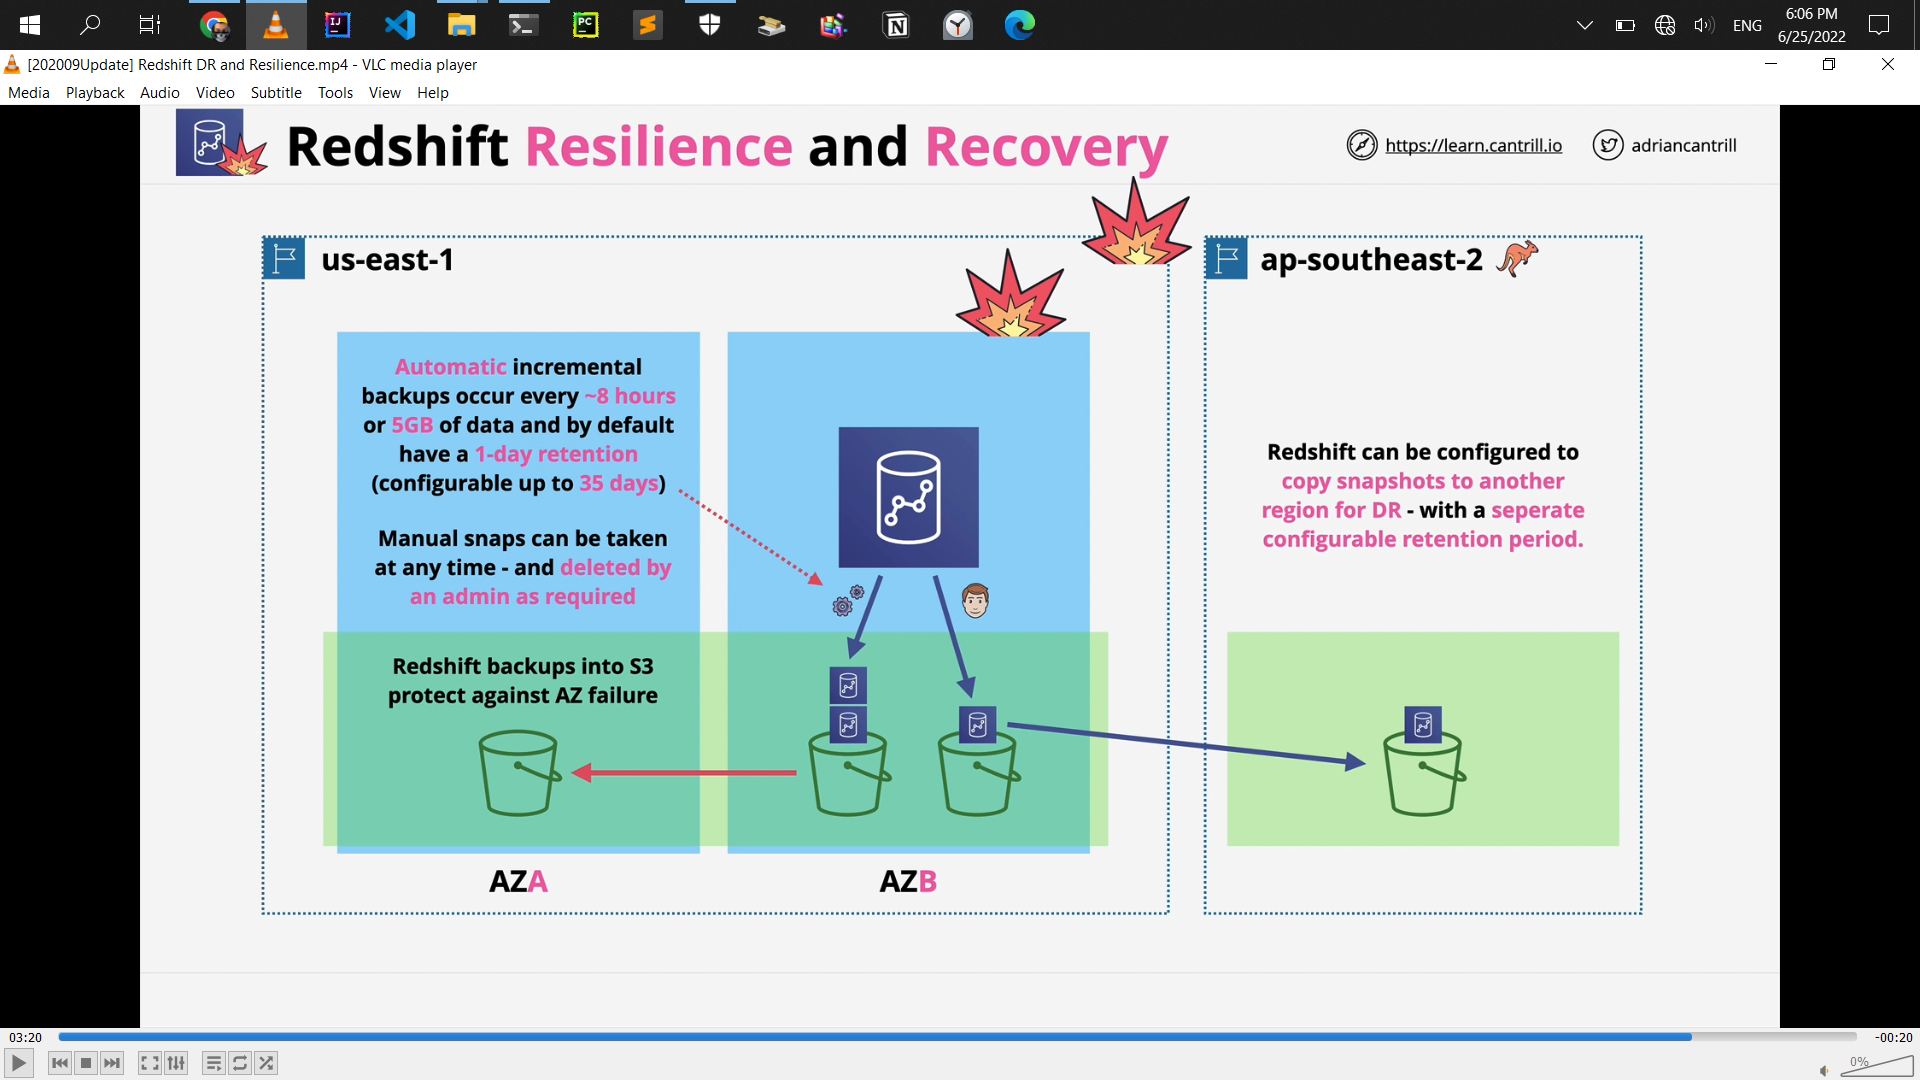 IJ
PC
N
ENG
6:06 PM
6/25/2022
[202009Update] Redshift DR and Resilience.mp4 - VLC media player
Media Playback Audio Video Subtitle Tools View Help
Redshift Resilience and Recovery
https://learn.cantrill.io
adriancantrill
us-east-1
ap-southeast-2
Automatic incremental
backups occur every ~8 hours
or 5GB of data and by default
have a 1-day retention
(configurable up to 35 days)
Manual snaps can be taken
at any time - and deleted by
an admin as required
Redshift backups into S3
protect against AZ failure
Redshift can be configured to
copy snapshots to another
region for DR - with a seperate
configurable retention period.
AZA
AZB
03:20
-00:20
0%